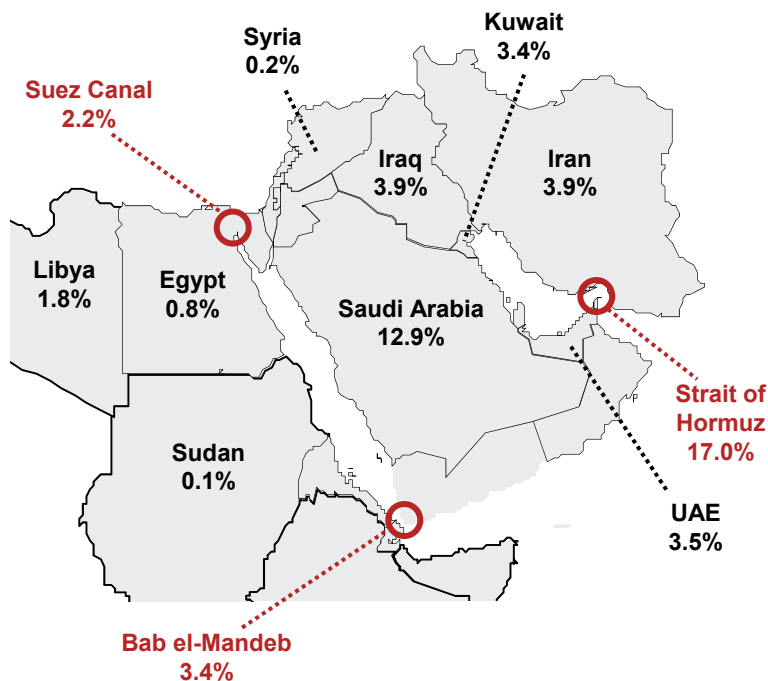 Kuwait
3.4%
Syria
0.2%
Suez Canal
2.2%
Iraq
3.9%
Iran
3.9%
Libya
1.8%
Egypt
0.8%
Saudi Arabia
12.9%
Strait of
Hormuz
17.0%
Sudan
0.1%
UAE
3.5%
Bab el-Mandeb
3.4%